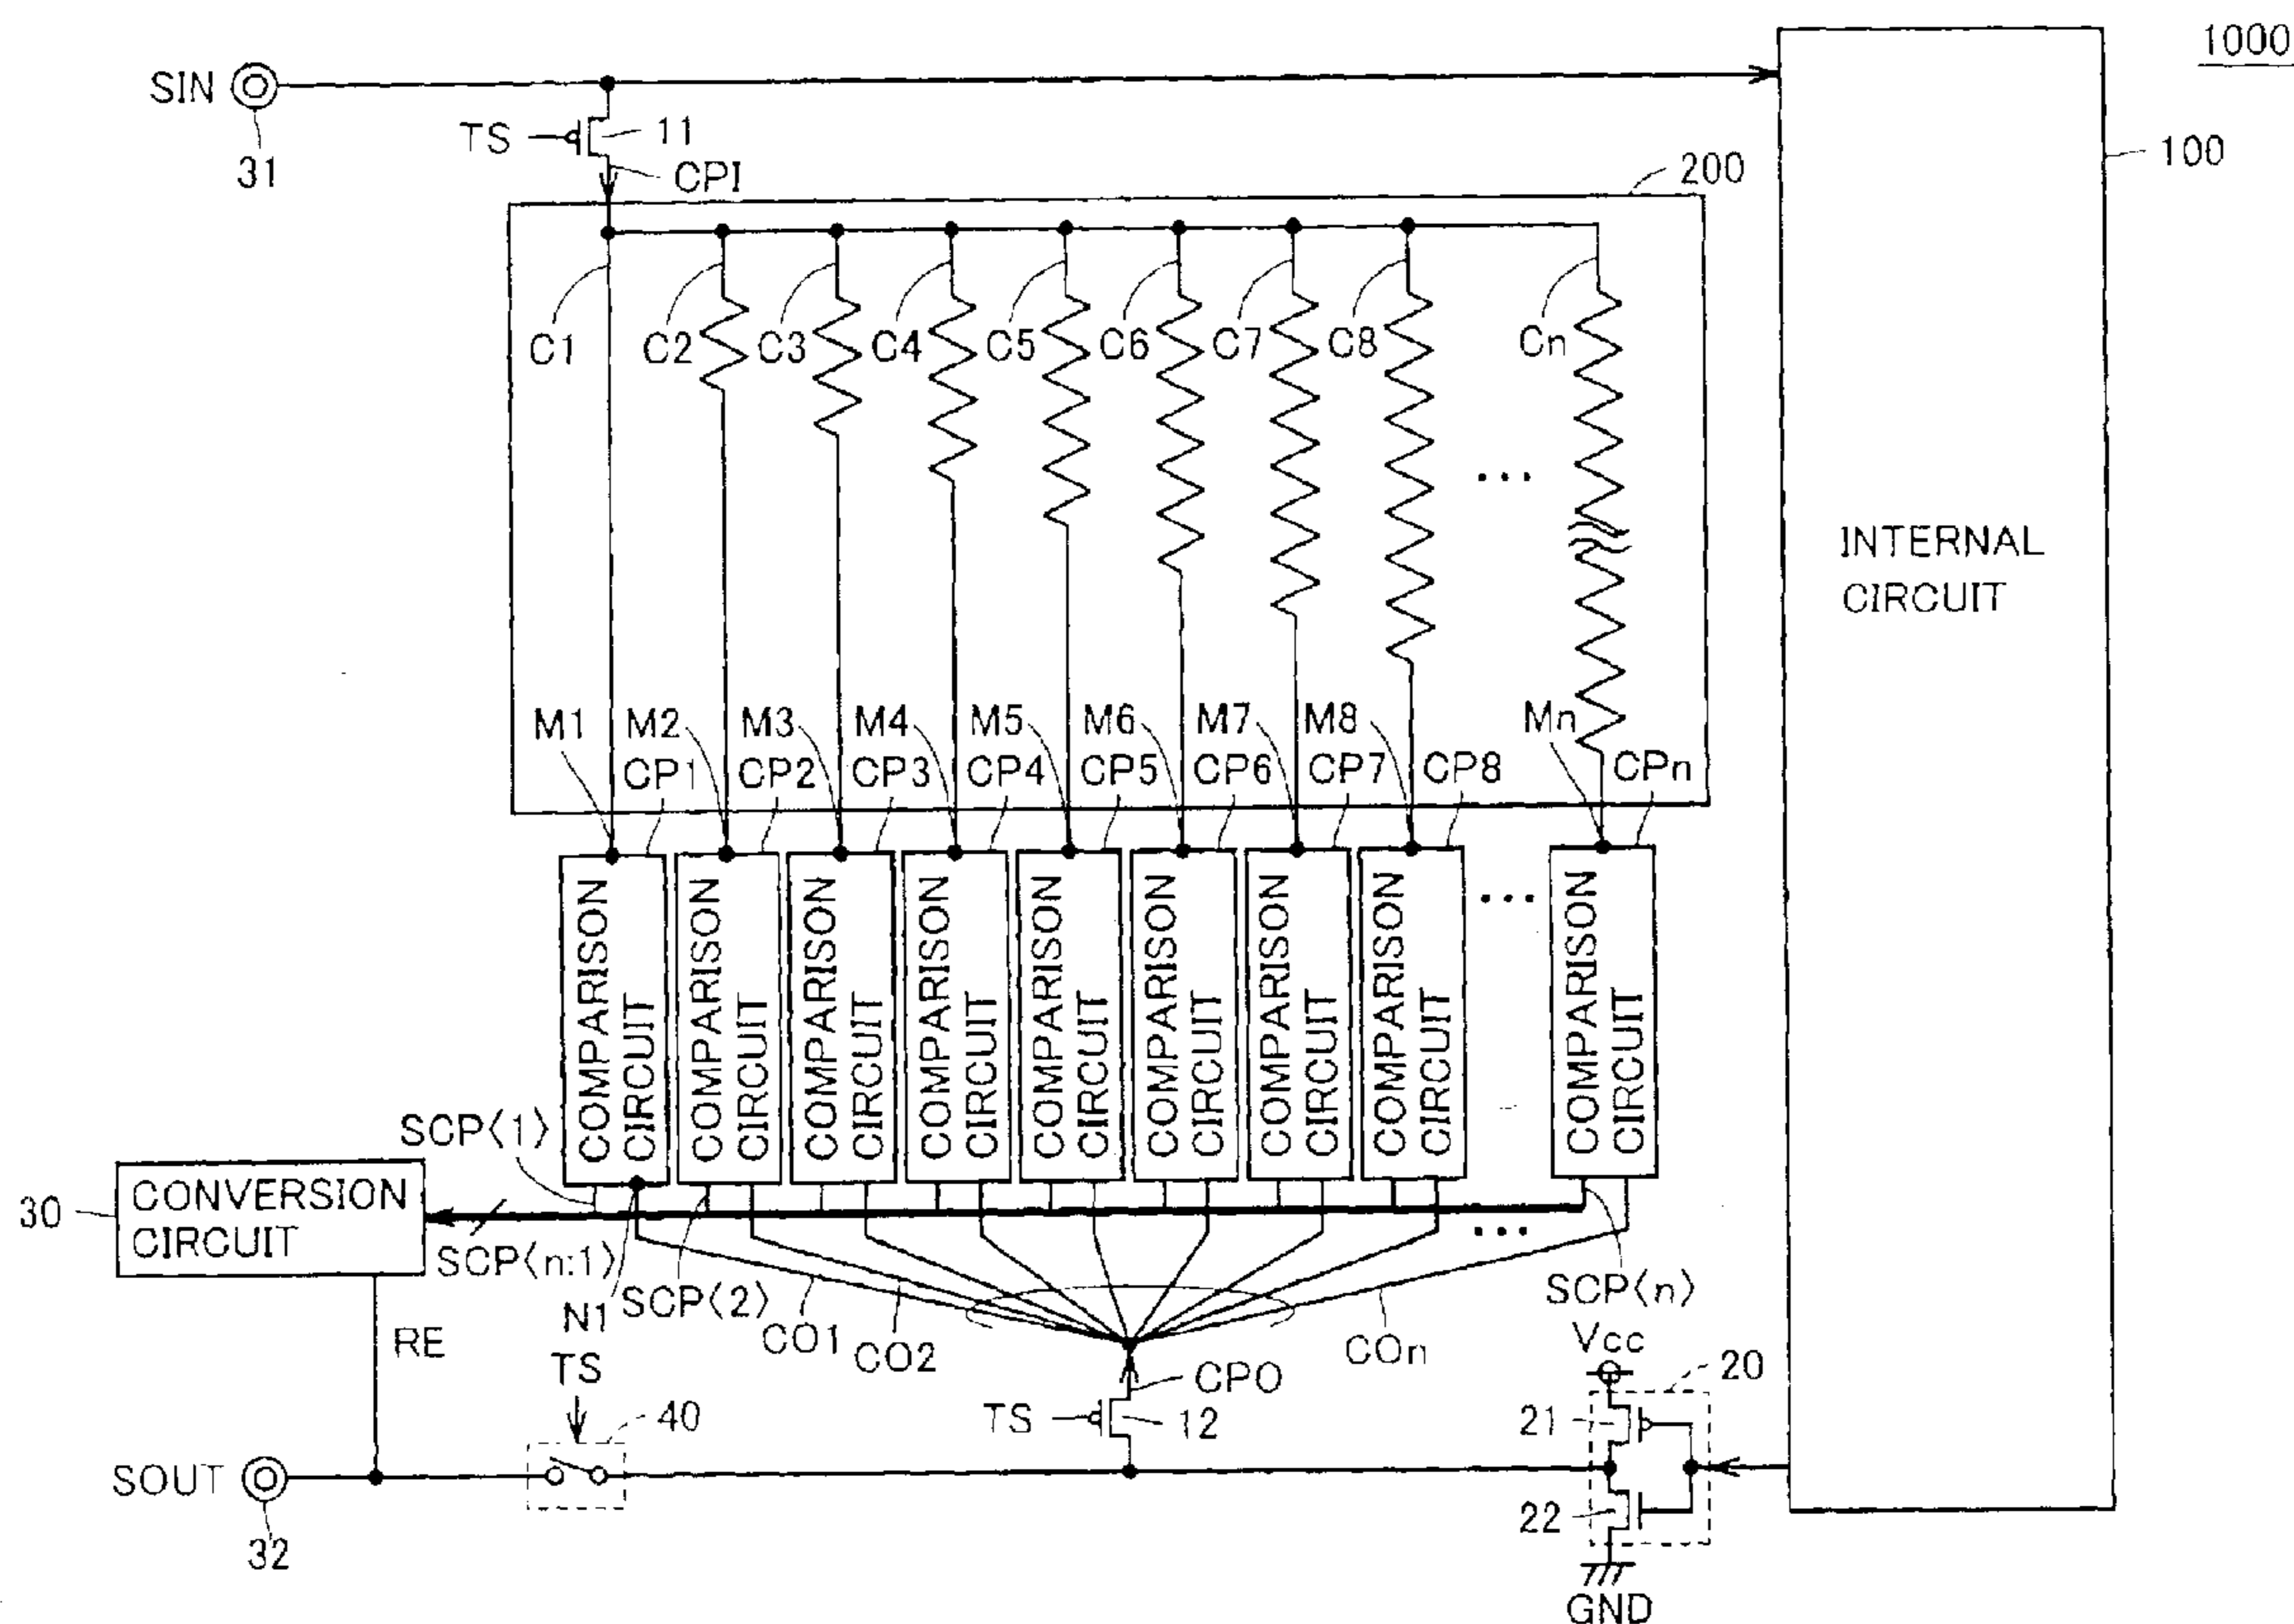 1000
SIN
31
TS
11
CPI
200
100
C1
C2
C3
C4
C5
C6
C7
C8
...
Cn
INTERNAL
CIRCUIT
M1
M2
M3
M4
M5
M6
M7
M8
Mn
CP1
CP2
CP3
CP4
CP5
CP6
CP7
CP8
CPn
COMPARISON
CIRCUIT
COMPARISON
CIRCUIT
COMPARISON
CIRCUIT
COMPARISON
CIRCUIT
COMPARISON
CIRCUIT
COMPARISON
CIRCUIT
COMPARISON
CIRCUIT
COMPARISON
CIRCUIT
...
COMPARISON
CIRCUIT
SCP⟨1⟩
30
CONVERSION
CIRCUIT
SCP⟨n:1⟩
...
N1
SCP⟨2⟩
CO1
CO2
COn
SCP⟨n⟩
RE
TS
40
CPO
TS
12
Vcc
20
21
22
GND
SOUT
32